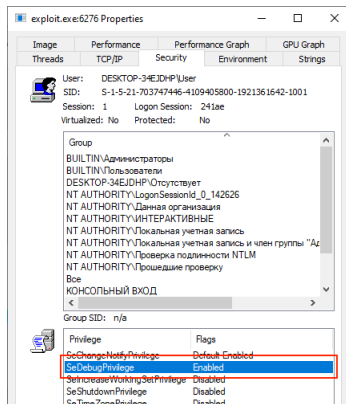 exploit.exe:6276 Properties
Image Performance Performance Graph GPU Graph
Threads TCP/IP Security Environment Strings
User: DESKTOP-34EJDHP\User
SID: S-1-5-21-703747446-4109405800-1921361642-1001
Session: 1 Logon Session: 241ae
Virtualized: No Protected: No
Group
BUILTIN\Администраторы
BUILTIN\Пользователи
DESKTOP-34EJDHP\Отсутствует
NT AUTHORITY\LogonSessionId_0_142626
NT AUTHORITY\Данная организация
NT AUTHORITY\ИНТЕРАКТИВНЫЕ
NT AUTHORITY\Локальная учетная запись
NT AUTHORITY\Локальная учетная запись и член группы "Ад
NT AUTHORITY\Проверка подлинности NTLM
NT AUTHORITY\Прошедшие проверку
Все
КОНСОЛЬНЫЙ ВХОД
Group SID: n/a
Privilege Flags
SeChangeNotifyPrivilege Default Enabled
SeDebugPrivilege Enabled
SeIncreaseWorkingSetPrivilege Disabled
SeShutdownPrivilege Disabled
SeTimeZonePrivilege Disabled